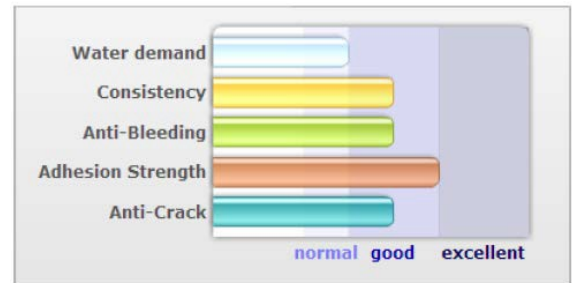 Water demand
Consistency
Anti-Bleeding
Adhesion Strength
Anti-Crack
normal good excellent